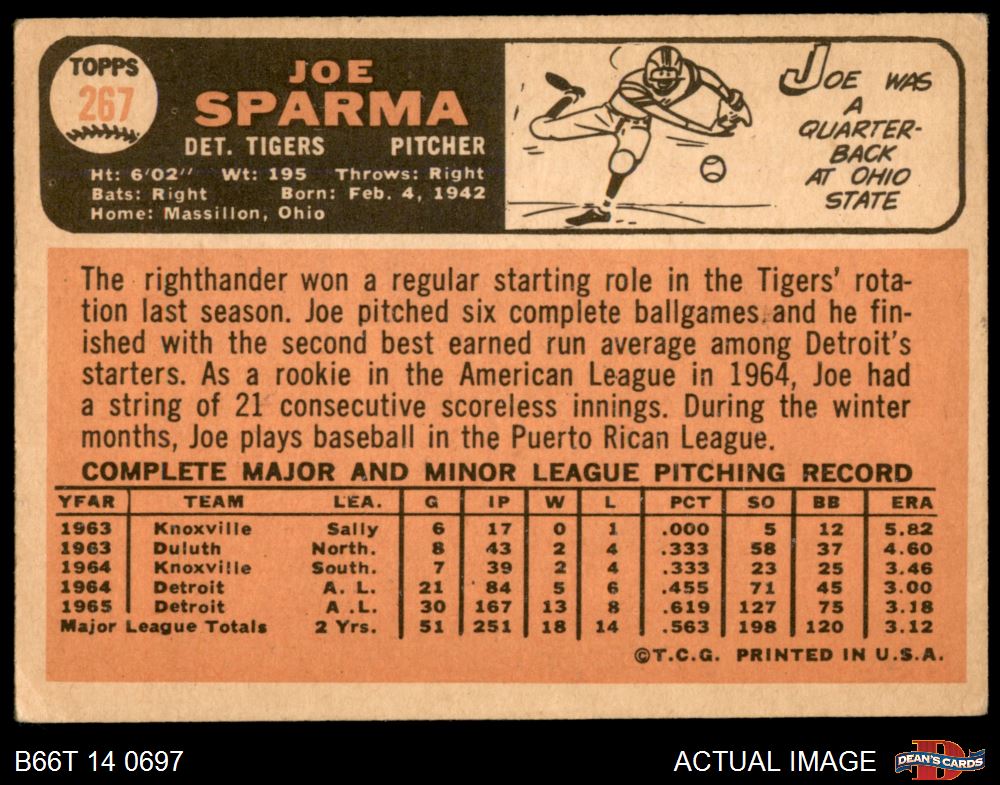 TOPPS
267
JOE
SPARMA
DET. TIGERS PITCHER
Ht: 6'02" Wt: 195 Throws: Right
Bats: Right Born: Feb. 4, 1942
Home: Massillon, Ohio
JOE WAS
A
QUARTER-
BACK
AT OHIO
STATE
The righthander won a regular starting role in the Tigers' rota-
tion last season. Joe pitched six complete ballgames and he fin-
ished with the second best earned run average among Detroit's
starters. As a rookie in the American League in 1964, Joe had
a string of 21 consecutive scoreless innings. During the winter
months, Joe plays baseball in the Puerto Rican League.
COMPLETE MAJOR AND MINOR LEAGUE PITCHING RECORD
YEAR TEAM LEA. G IP W L PCT SO BB ERA
1963 Knoxville Sally 6 17 0 1 .000 5 12 5.82
1963 Duluth North. 8 43 2 4 .333 58 37 4.60
1964 Knoxville South. 7 39 2 4 .333 23 25 3.46
1964 Detroit A. L. 21 84 5 6 .455 71 45 3.00
1965 Detroit A .L. 30 167 13 8 .619 127 75 3.18
Major League Totals 2 Yrs. 51 251 18 14 .563 198 120 3.12
©T.C.G. PRINTED IN U.S.A.
B66T 14 0697
ACTUAL IMAGE
D
DEAN'S CARDS